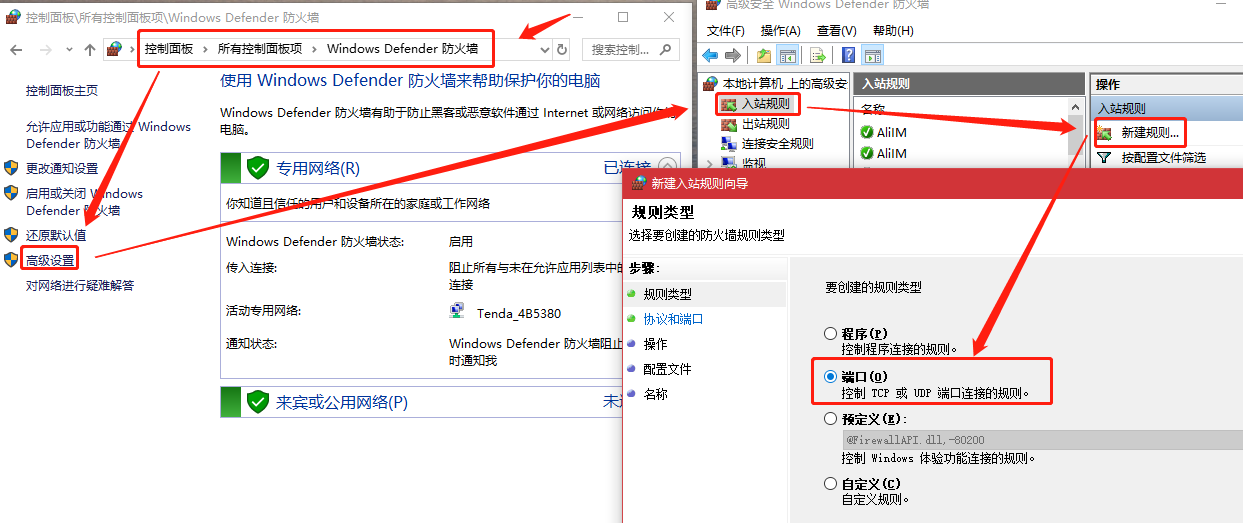 控制面板\所有控制面板项\Windows Defender 防火墙
控制面板 > 所有控制面板项 > Windows Defender 防火墙
搜索控制...
控制面板主页
允许应用或功能通过 Windows
Defender 防火墙
更改通知设置
启用或关闭 Windows
Defender 防火墙
还原默认值
高级设置
对网络进行疑难解答
使用 Windows Defender 防火墙来帮助保护你的电脑
Windows Defender 防火墙有助于防止黑客或恶意软件通过 Internet 或网络访问你的
电脑。
专用网络(R)
已连接
你知道且信任的用户和设备所在的家庭或工作网络
Windows Defender 防火墙状态:
启用
传入连接:
阻止所有与未在允许应用列表中的
连接
活动专用网络:
Tenda_4B5380
通知状态:
Windows Defender 防火墙阻止
时通知我
来宾或公用网络(P)
高级安全 Windows Defender 防火墙
文件(F) 操作(A) 查看(V) 帮助(H)
本地计算机 上的高级安
入站规则
出站规则
连接安全规则
监视
入站规则
名称
AliIM
AliIM
操作
入站规则
新建规则...
按配置文件筛选
新建入站规则向导
规则类型
选择要创建的防火墙规则类型
步骤:
规则类型
协议和端口
操作
配置文件
名称
要创建的规则类型
程序(P)
控制程序连接的规则。
端口(O)
控制 TCP 或 UDP 端口连接的规则。
预定义(E):
@FirewallAPI.dll,-80200
控制 Windows 体验功能连接的规则。
自定义(C)
自定义规则。